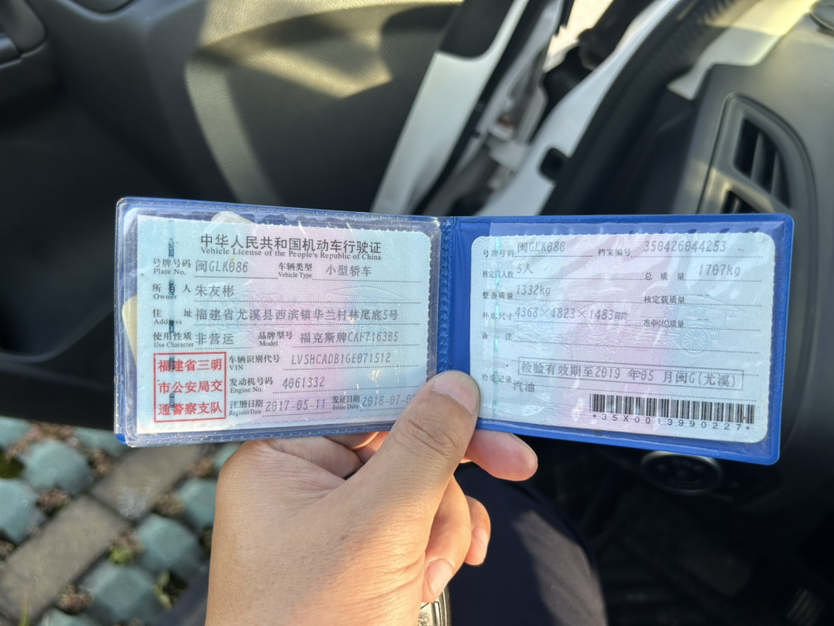 中华人民共和国机动车行驶证
Vehicle License of the People's Republic of China
号牌号码 闽GLK086 车辆类型 小型轿车
Plate No. Vehicle Type
所有人 朱友彬
Owner
住址 福建省尤溪县西滨镇华兰村林尾底5号
Address
使用性质 非营运 品牌型号 福克斯牌CAF7163B5
Use Character Model
福建省三明
市公安局交
通警察支队
车辆识别代号 LVSHCADB1GE071512
VIN
发动机号码 4061332
Engine No.
注册日期 2017-05-11 发证日期 2018-07-0
Register Date Issue Date
号牌号码 闽GLK086 档案编号 350426044253
核定载人数 5人 总质量 1707kg
整备质量 1332kg 核定载质量
外廓尺寸 4368×1823×1483mm 准牵引总质量
备注
检验有效期至2019年05月闽G(尤溪)
检验记录 汽油
*35X0013990227*